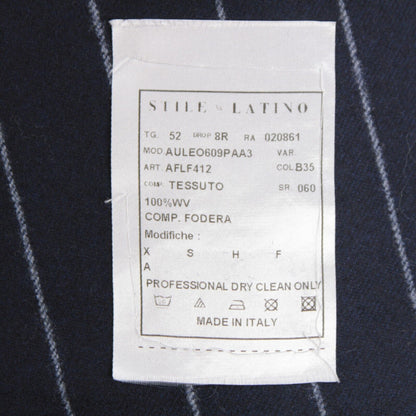 STILE LATINO
TG. 52 DROP 8R RA 020861
MOD. AULEO609PAA3 VAR.
ART. AFLF412 COL. B35
COMP. TESSUTO SR. 060
100%WV
COMP. FODERA
Modifiche :
X S H F
A
PROFESSIONAL DRY CLEAN ONLY
MADE IN ITALY